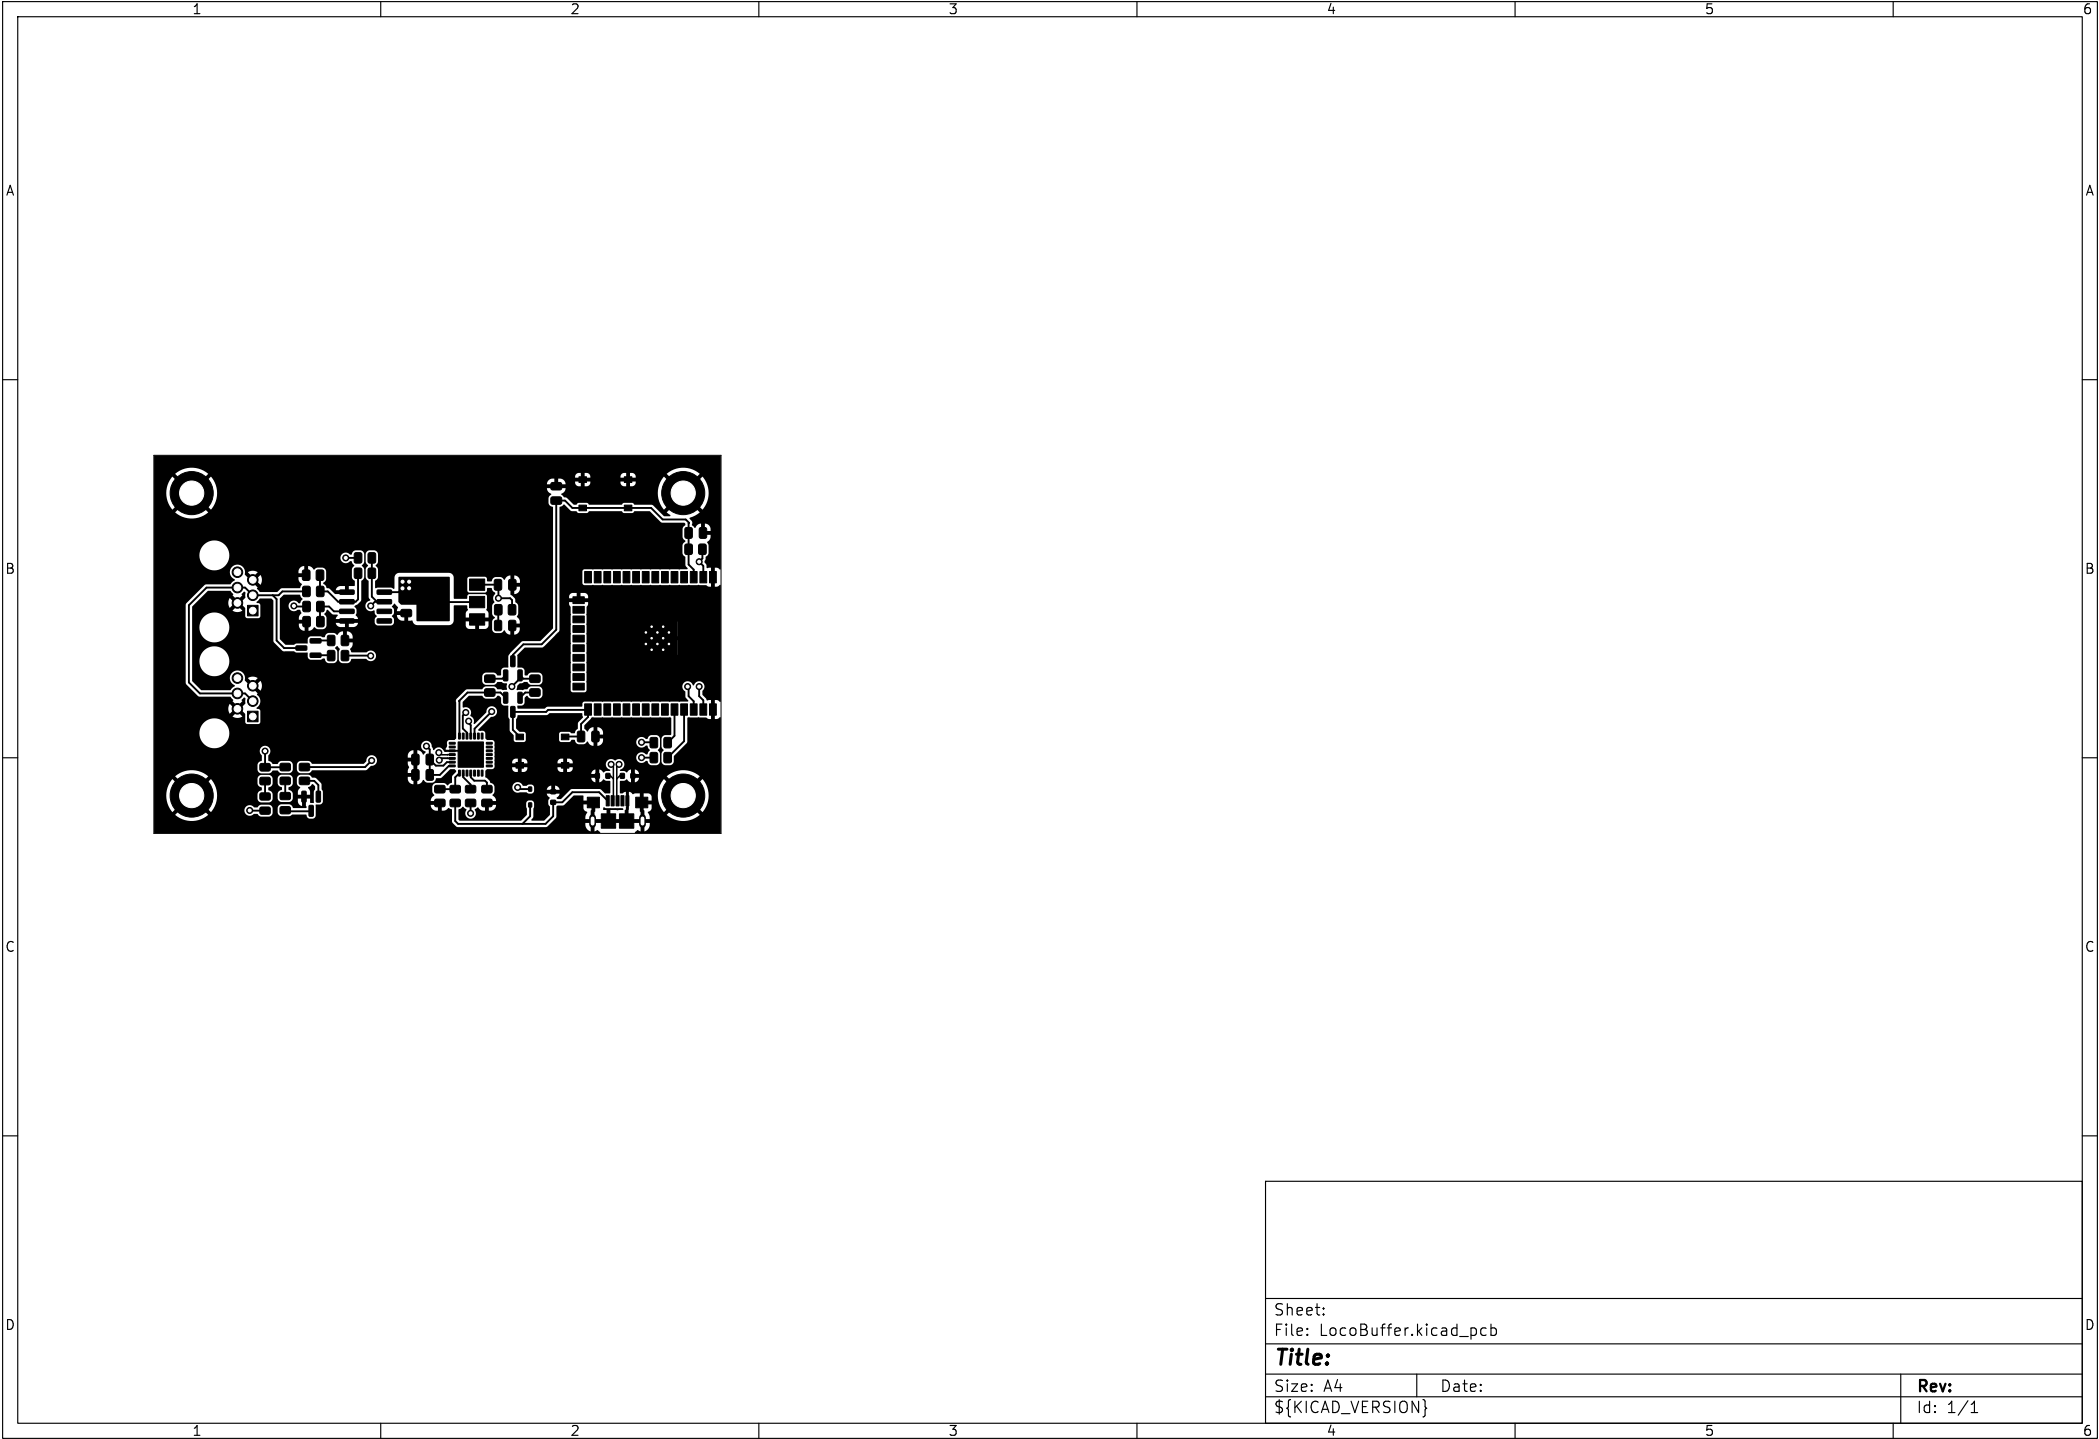 1 2 3 4 5 6
A A
B B
C C
D D
Sheet:
File: LocoBuffer.kicad_pcb
Title:
Size: A4 Date: Rev:
${KICAD_VERSION} Id: 1/1
1 2 3 4 5 6